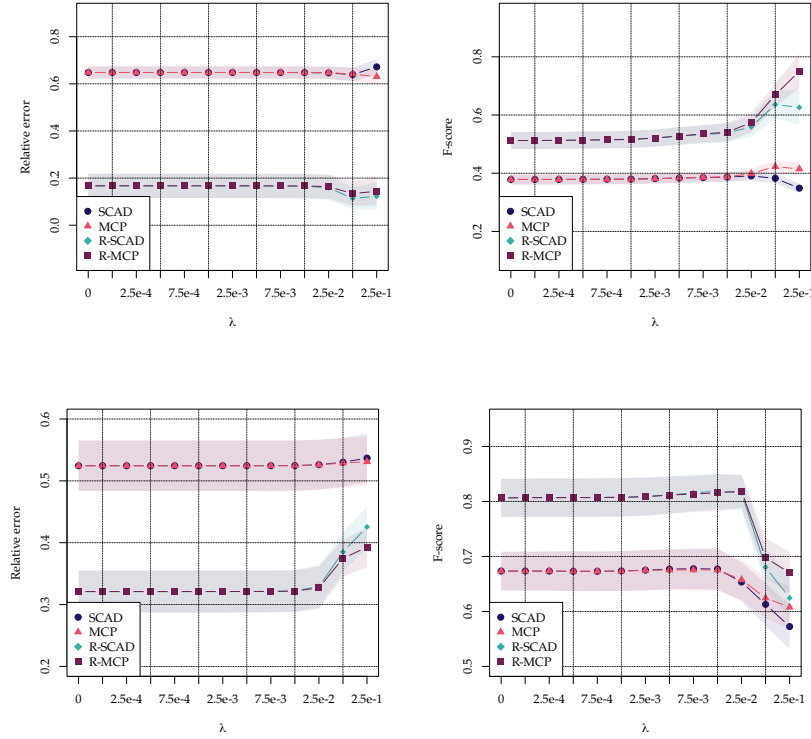 Relative error
0.0 0.2 0.4 0.6 0.8
SCAD
MCP
R-SCAD
R-MCP
0 2.5e-4 7.5e-4 2.5e-3 7.5e-3 2.5e-2 2.5e-1
λ
F-score
0.2 0.4 0.6 0.8
SCAD
MCP
R-SCAD
R-MCP
0 2.5e-4 7.5e-4 2.5e-3 7.5e-3 2.5e-2 2.5e-1
λ
Relative error
0.2 0.3 0.4 0.5 0.6
SCAD
MCP
R-SCAD
R-MCP
0 2.5e-4 7.5e-4 2.5e-3 7.5e-3 2.5e-2 2.5e-1
λ
F-score
0.5 0.6 0.7 0.8 0.9
SCAD
MCP
R-SCAD
R-MCP
0 2.5e-4 7.5e-4 2.5e-3 7.5e-3 2.5e-2 2.5e-1
λ